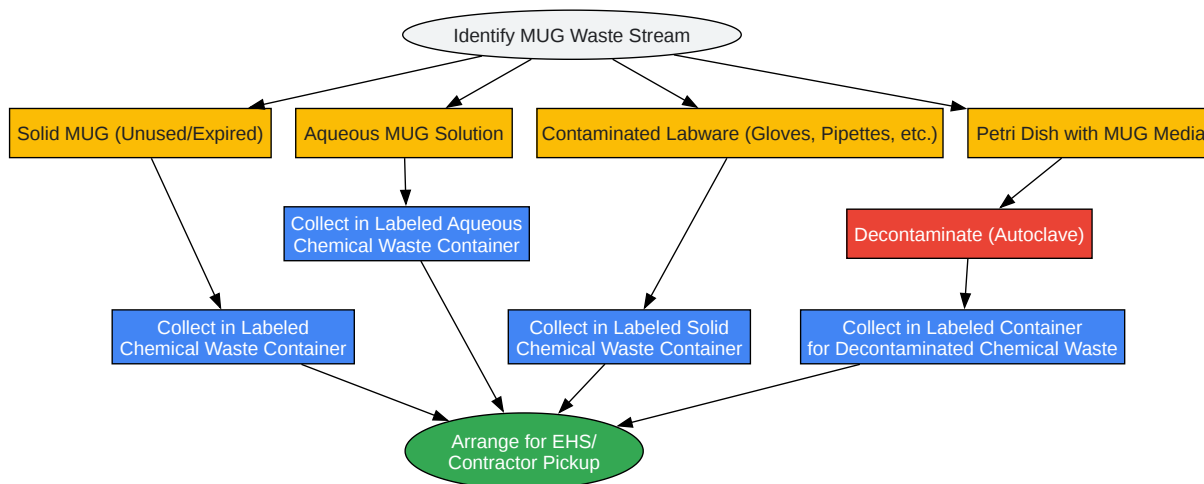 Identify MUG Waste Stream
Solid MUG (Unused/Expired)
Aqueous MUG Solution
Contaminated Labware (Gloves, Pipettes, etc.)
Petri Dish with MUG Media
Collect in Labeled Aqueous
Chemical Waste Container
Decontaminate (Autoclave)
Collect in Labeled
Chemical Waste Container
Collect in Labeled Solid
Chemical Waste Container
Collect in Labeled Container
for Decontaminated Chemical Waste
Arrange for EHS/
Contractor Pickup